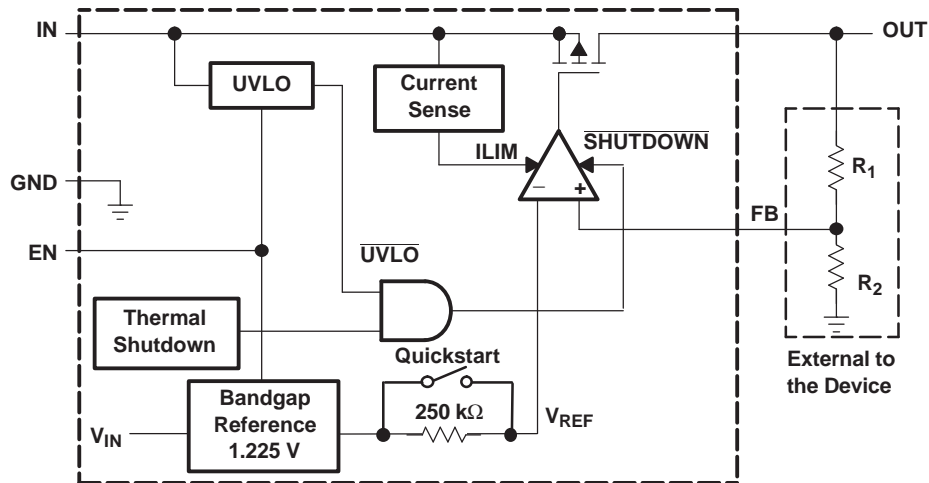 IN
OUT
UVLO
Current
Sense
SHUTDOWN
ILIM
R1
GND
− +
FB
EN
UVLO
R2
Thermal
Shutdown
Quickstart
External to
the Device
Bandgap
Reference
1.225 V
250 kΩ
VREF
VIN